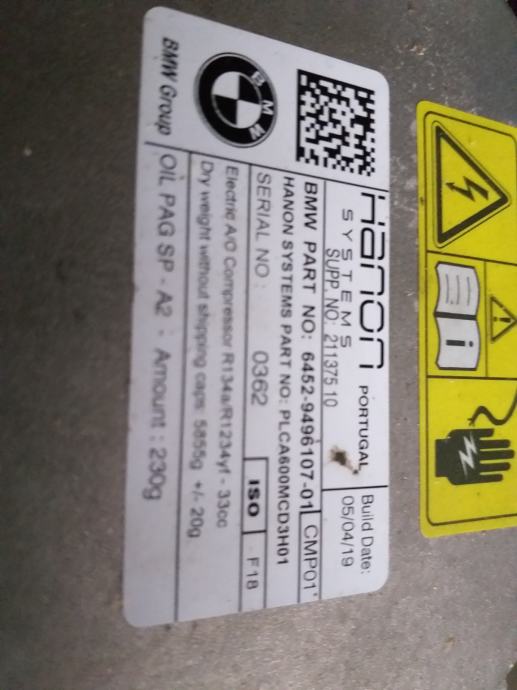 hanon
SYSTEMS PORTUGAL
SUPP. NO: 211375 10
Build Date:
05/04/19
BMW PART NO: 6452-9496107-01 CMP01
HANON SYSTEMS PART NO: PLCA600MCD3H01
SERIAL NO : 0362
ISO F18
Electric A/C Compressor R134a/R1234yf - 33cc
Dry weight without shipping caps: 5855g +/- 20g
BMW
BMW Group
OIL PAG SP - A2 - Amount : 230g